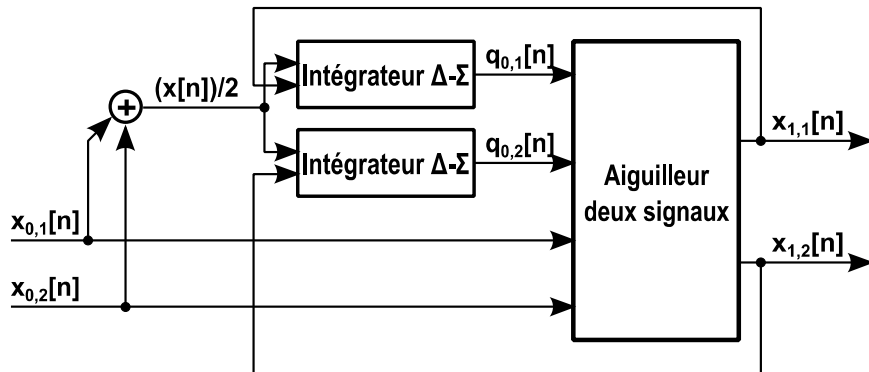 (x[n])/2
+
Intégrateur Δ-Σ
q0,1[n]
Intégrateur Δ-Σ
q0,2[n]
Aiguilleur
deux signaux
x1,1[n]
x1,2[n]
x0,1[n]
x0,2[n]